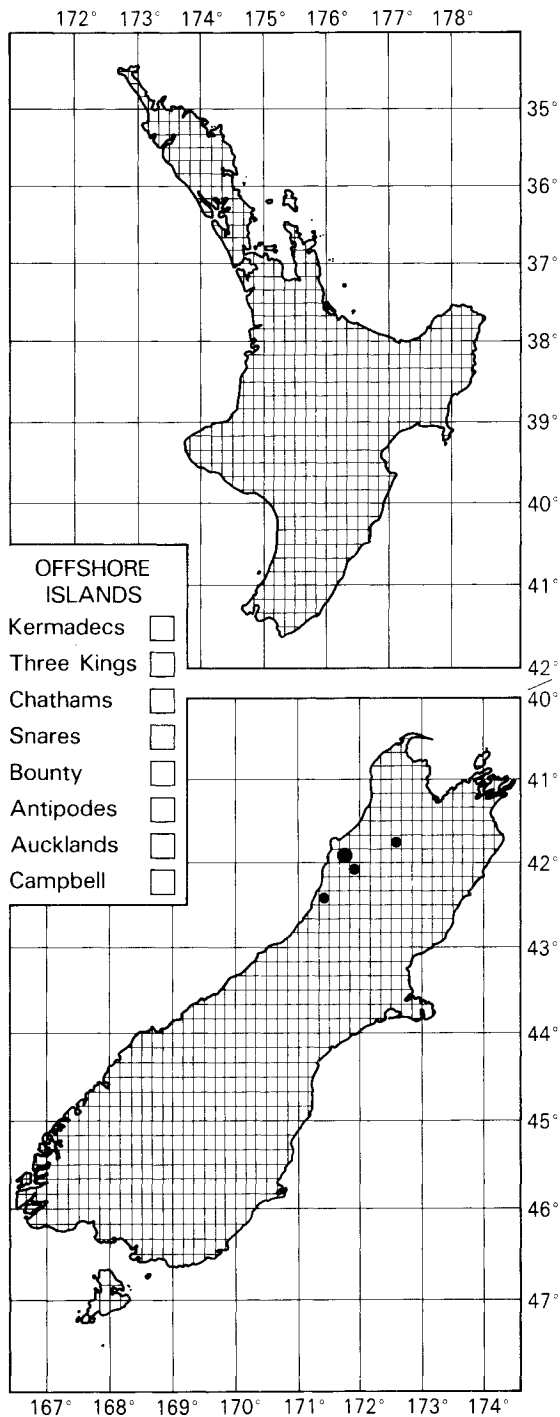 172° 173° 174° 175° 176° 177° 178°
35°
36°
37°
38°
39°
40°
41°
42°
OFFSHORE
ISLANDS
Kermadecs
Three Kings
Chathams
Snares
Bounty
Antipodes
Aucklands
Campbell
40°
41°
42°
43°
44°
45°
46°
47°
167° 168° 169° 170° 171° 172° 173° 174°